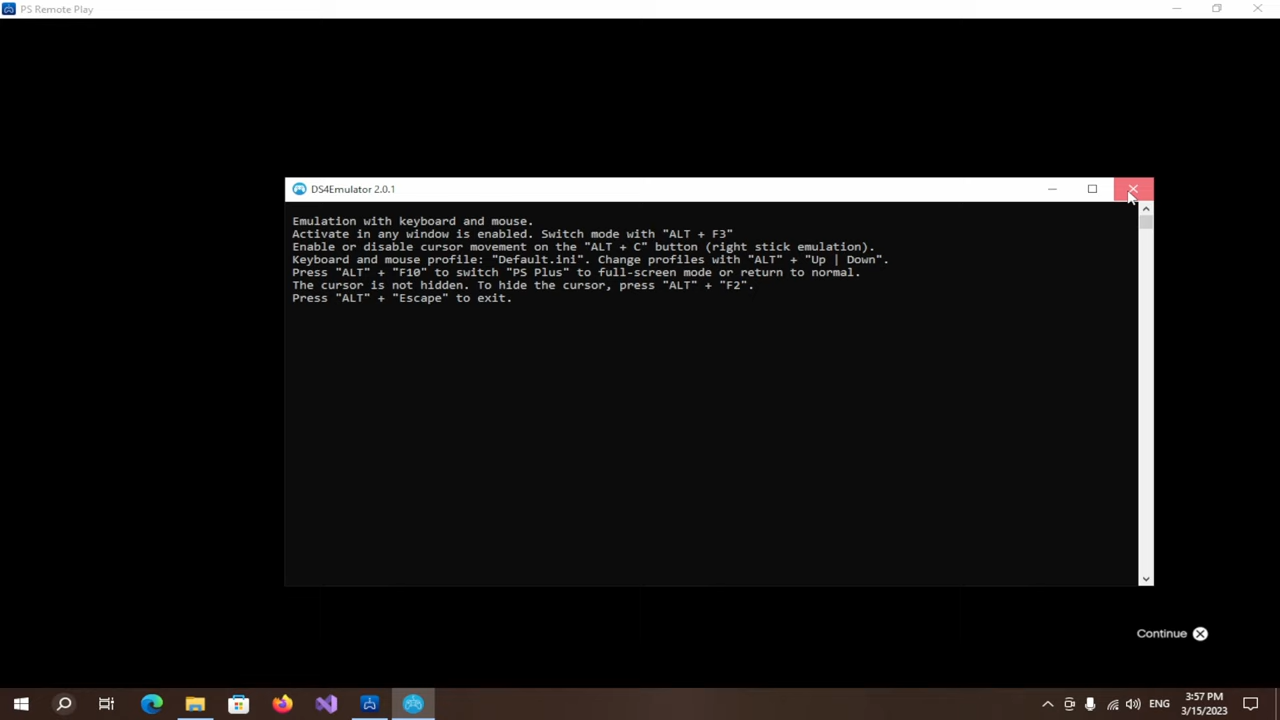 PS Remote Play
DS4Emulator 2.0.1
Emulation with keyboard and mouse.
Activate in any window is enabled. Switch mode with "ALT + F3"
Enable or disable cursor movement on the "ALT + C" button (right stick emulation).
Keyboard and mouse profile: "Default.ini". Change profiles with "ALT" + "Up | Down".
Press "ALT" + "F10" to switch "PS Plus" to full-screen mode or return to normal.
The cursor is not hidden. To hide the cursor, press "ALT" + "F2".
Press "ALT" + "Escape" to exit.
Continue
ENG
3:57 PM
3/15/2023